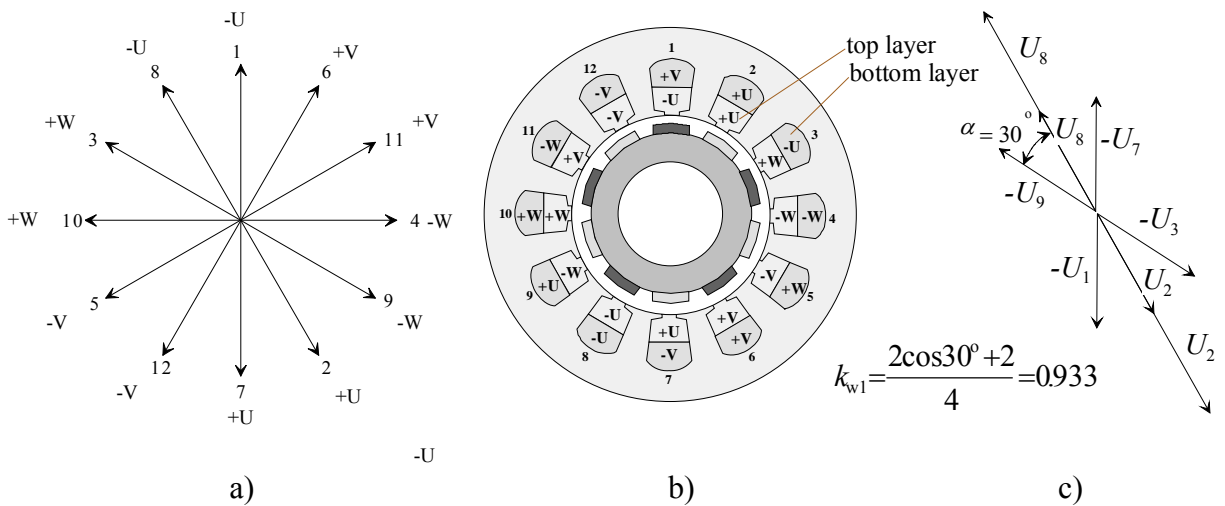 -U
1
-U
8
+V
6
+W
3
11
+V
+W
10
4
-W
5
-V
9
-W
12
-V
7
+U
2
+U
-U
a)
top layer
bottom layer
1
+V
-U
2
+U
+U
3
-U
+W
4
-W
-W
5
+W
-V
6
+V
+V
7
+U
-V
8
-U
-U
9
+U
-W
10
+W
+W
11
-W
+V
12
-V
-V
b)
U8
α = 30°
U8
-U7
-U9
-U3
-U1
U2
U2
kw1=2cos30°+2/4=0.933
c)